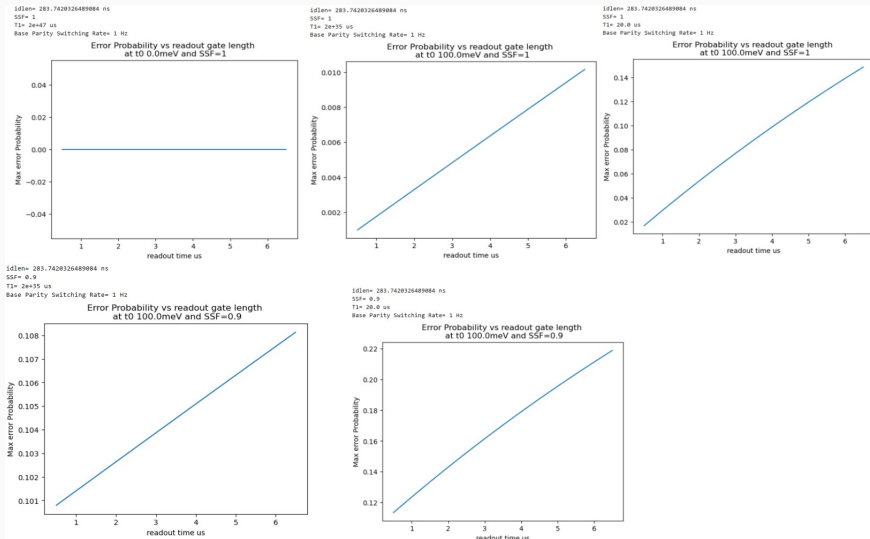 idlen= 283.7420326489084 ns
SSF= 1
T1= 2e+47 us
Base Parity Switching Rate= 1 Hz
Error Probability vs readout gate length
at t0 0.0meV and SSF=1
Max error Probability
0.04
0.02
0.00
−0.02
−0.04
1 2 3 4 5 6
readout time us
idlen= 283.7420326489084 ns
SSF= 1
T1= 2e+35 us
Base Parity Switching Rate= 1 Hz
Error Probability vs readout gate length
at t0 100.0meV and SSF=1
Max error Probability
0.010
0.008
0.006
0.004
0.002
1 2 3 4 5 6
readout time us
idlen= 283.7420326489084 ns
SSF= 1
T1= 20.0 us
Base Parity Switching Rate= 1 Hz
Error Probability vs readout gate length
at t0 100.0meV and SSF=1
Max error Probability
0.14
0.12
0.10
0.08
0.06
0.04
0.02
1 2 3 4 5 6
readout time us
idlen= 283.7420326489084 ns
SSF= 0.9
T1= 2e+35 us
Base Parity Switching Rate= 1 Hz
Error Probability vs readout gate length
at t0 100.0meV and SSF=0.9
Max error Probability
0.108
0.107
0.106
0.105
0.104
0.103
0.102
0.101
1 2 3 4 5 6
readout time us
idlen= 283.7420326489084 ns
SSF= 0.9
T1= 20.0 us
Base Parity Switching Rate= 1 Hz
Error Probability vs readout gate length
at t0 100.0meV and SSF=0.9
Max error Probability
0.22
0.20
0.18
0.16
0.14
0.12
1 2 3 4 5 6
readout time us